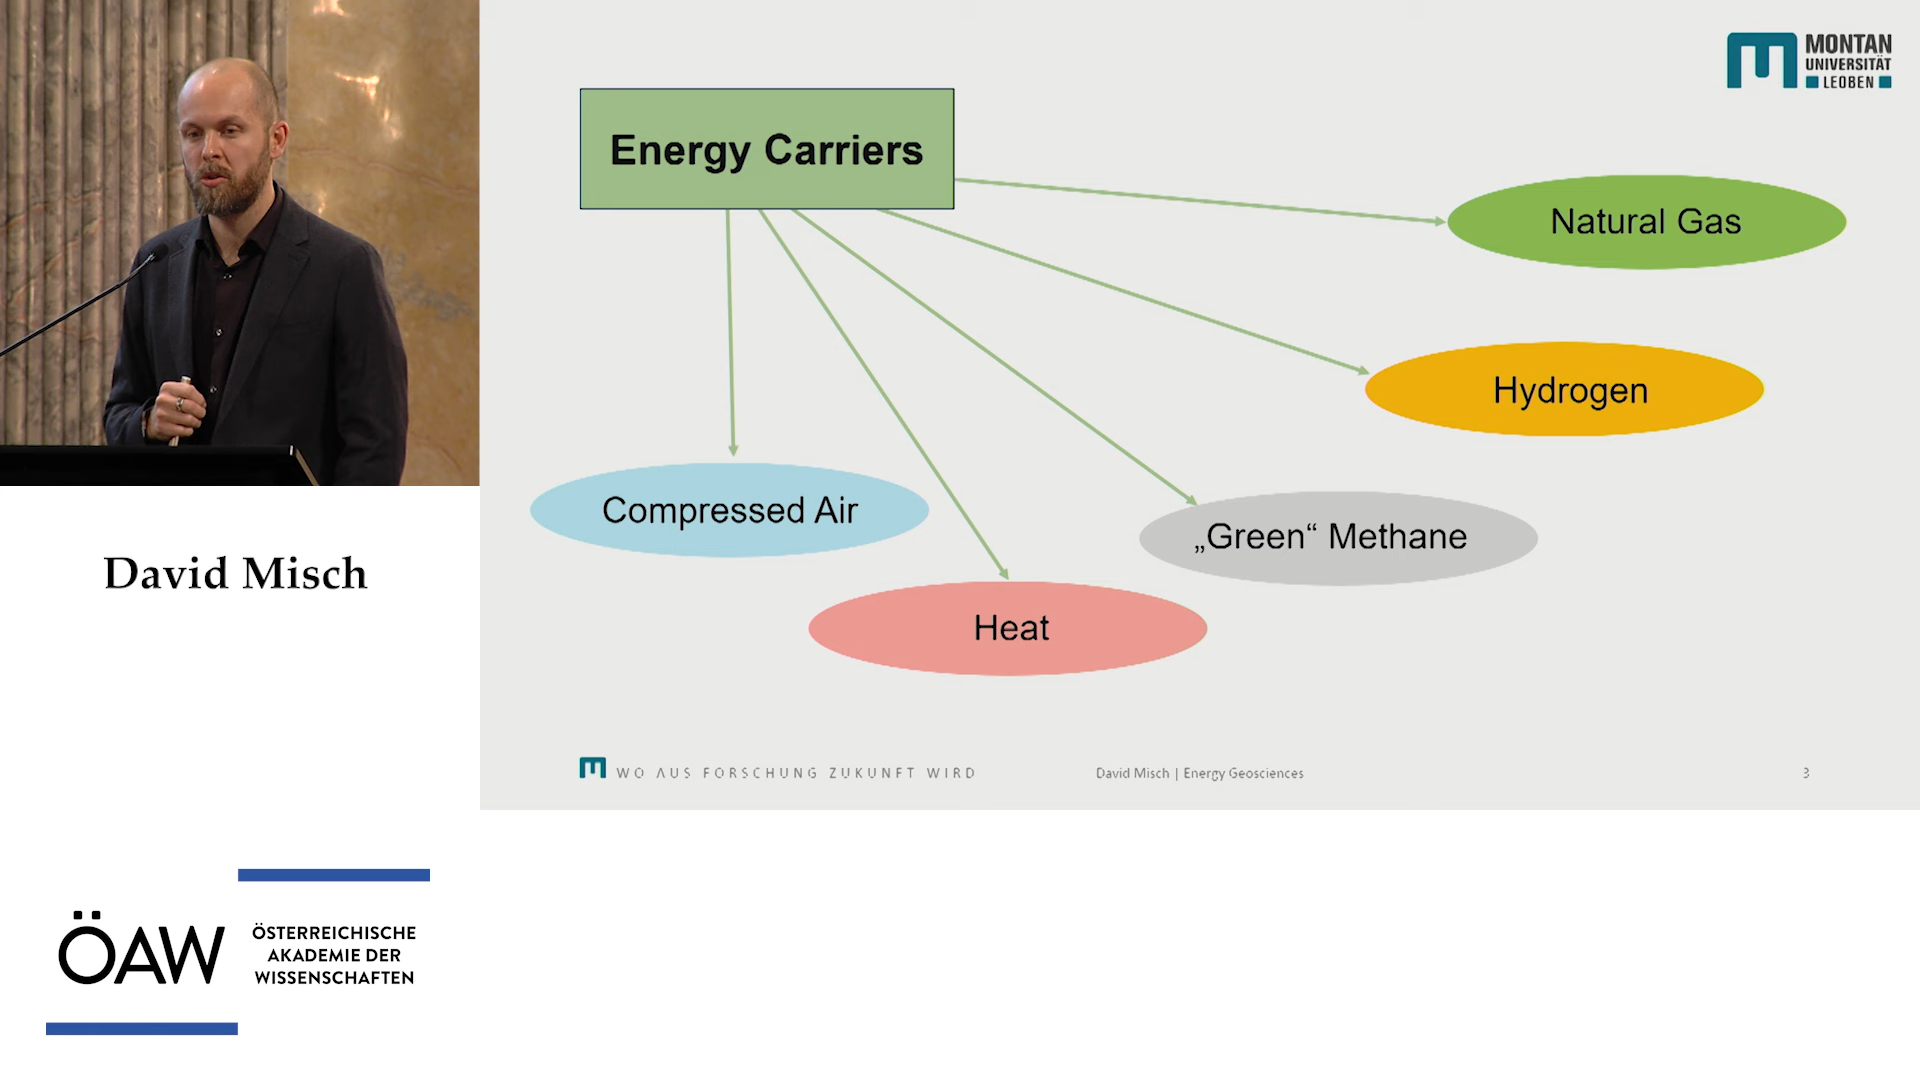 MONTAN
UNIVERSITÄT
LEOBEN
Energy Carriers
Natural Gas
Hydrogen
Compressed Air
„Green“ Methane
Heat
WO AUS FORSCHUNG ZUKUNFT WIRD
David Misch | Energy Geosciences
3
David Misch
ÖAW
ÖSTERREICHISCHE
AKADEMIE DER
WISSENSCHAFTEN